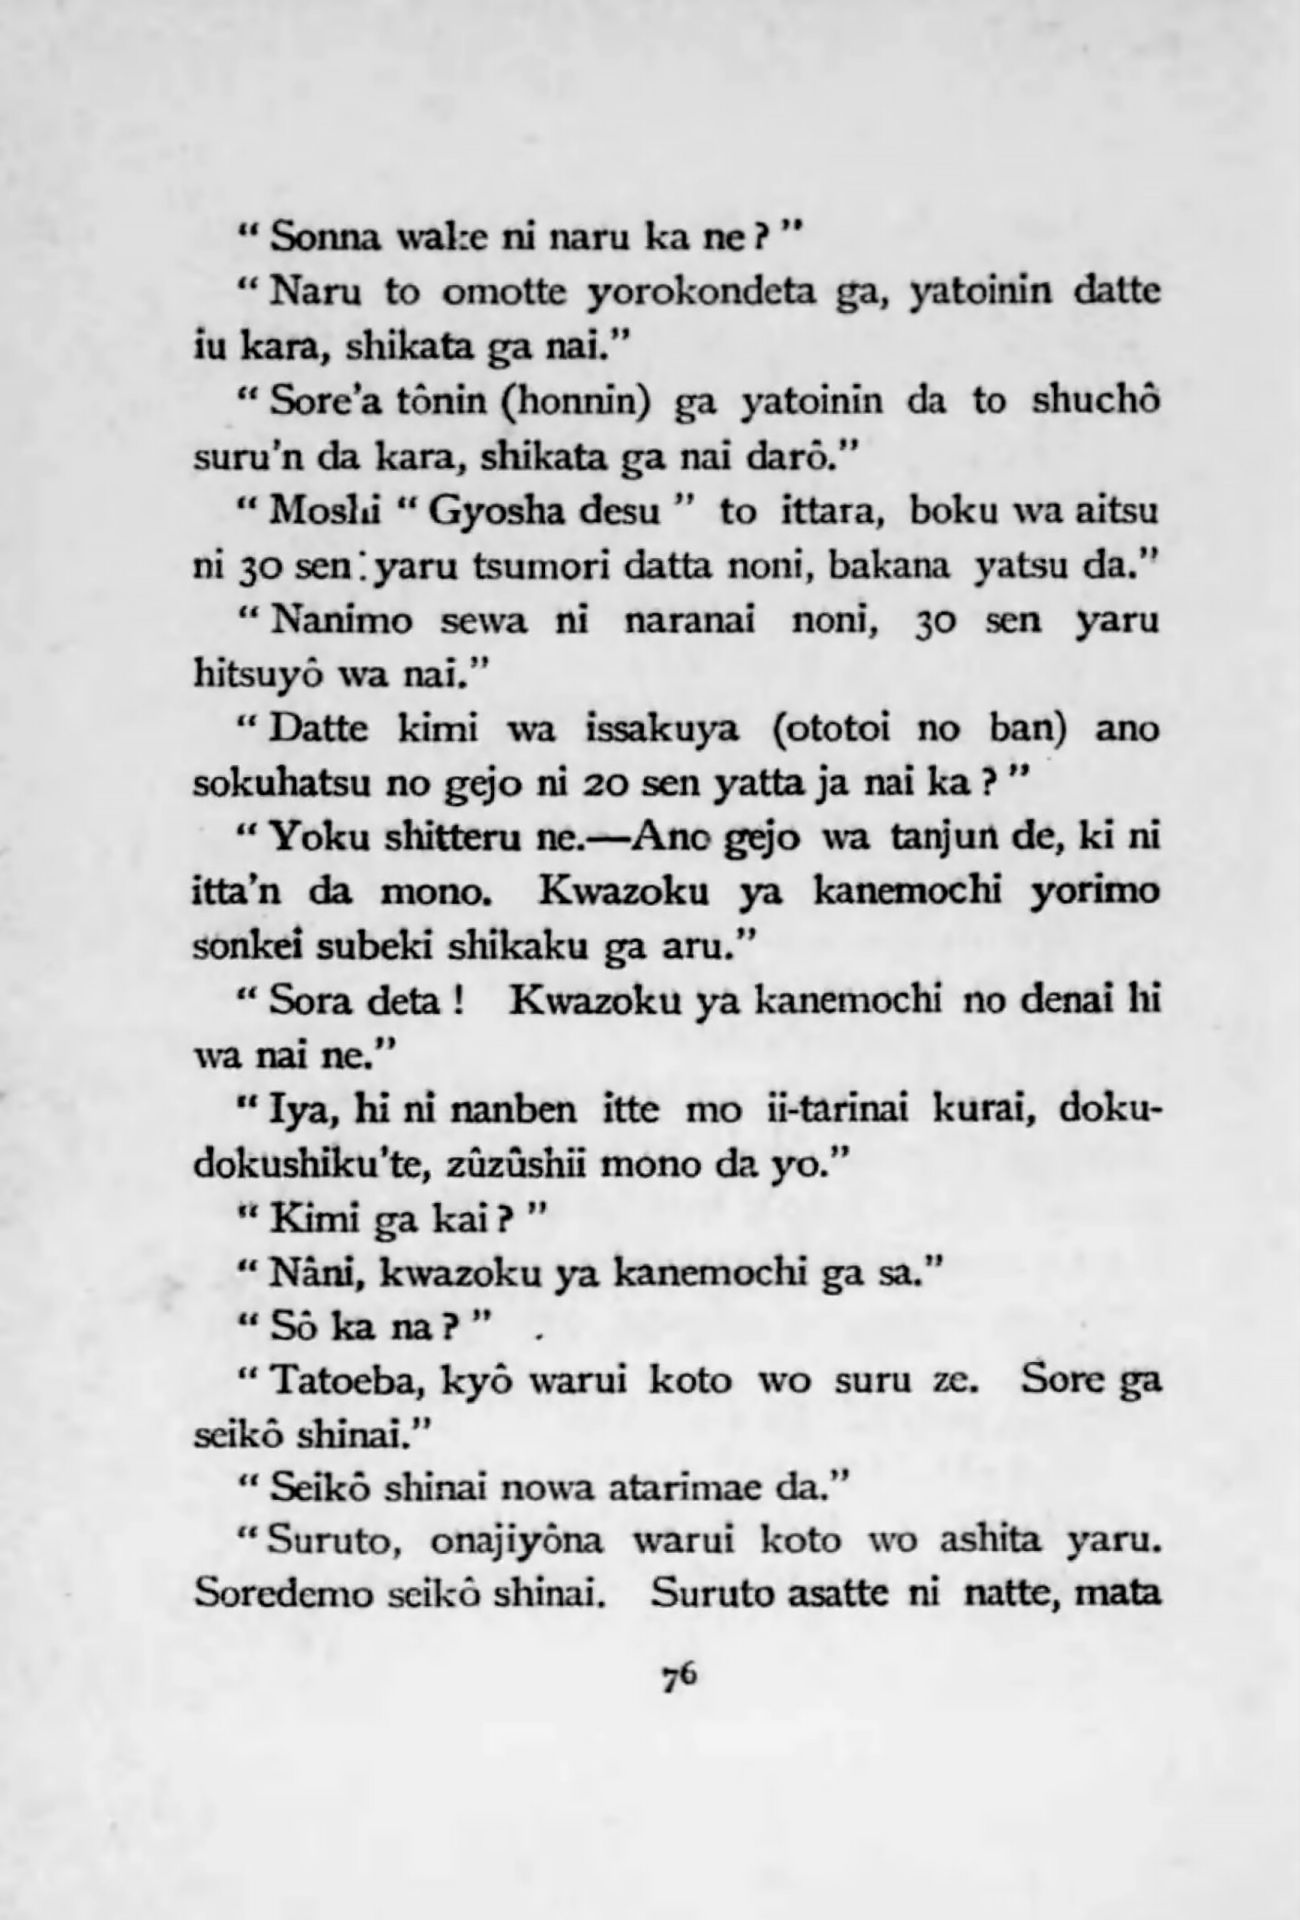 “ Sonna wake ni naru ka ne ? ”
“ Naru to omotte yorokondeta ga, yatoinin datte
iu kara, shikata ga nai.”
“ Sore’a tônin (honnin) ga yatoinin da to shuchô
suru’n da kara, shikata ga nai darô.”
“ Moshi “ Gyosha desu ” to ittara, boku wa aitsu
ni 30 sen yaru tsumori datta noni, bakana yatsu da.”
“ Nanimo sewa ni naranai noni, 30 sen yaru
hitsuyô wa nai.”
“ Datte kimi wa issakuya (ototoi no ban) ano
sokuhatsu no gejo ni 20 sen yatta ja nai ka ? ”
“ Yoku shitteru ne.—Ano gejo wa tanjun de, ki ni
itta’n da mono. Kwazoku ya kanemochi yorimo
sonkei subeki shikaku ga aru.”
“ Sora deta ! Kwazoku ya kanemochi no denai hi
wa nai ne.”
“ Iya, hi ni nanben itte mo ii-tarinai kurai, doku-
dokushiku’te, zûzûshii mono da yo.”
“ Kimi ga kai ? ”
“ Nâni, kwazoku ya kanemochi ga sa.”
“ Sô ka na ? ”
“ Tatoeba, kyô warui koto wo suru ze. Sore ga
seikô shinai.”
“ Seikô shinai nowa atarimae da.”
“ Suruto, onajiyôna warui koto wo ashita yaru.
Soredemo seikô shinai. Suruto asatte ni natte, mata
76